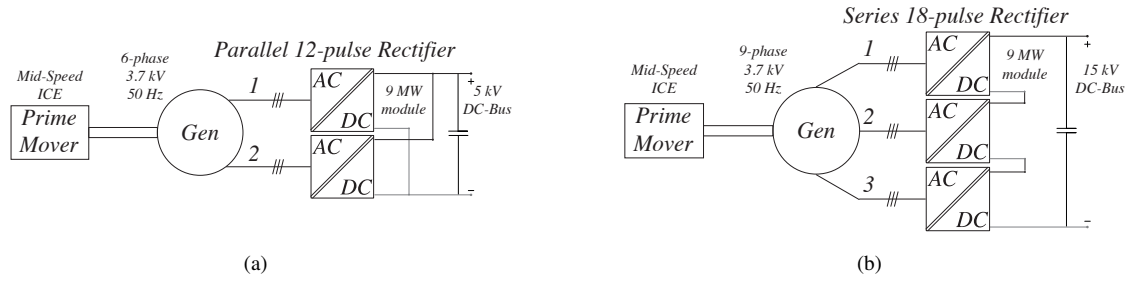 Parallel 12-pulse Rectifier
6-phase
3.7 kV
50 Hz
Mid-Speed
ICE
Prime
Mover
Gen
1
2
AC
DC
AC
DC
9 MW
module
+
5 kV
DC-Bus
−
(a)
Series 18-pulse Rectifier
9-phase
3.7 kV
50 Hz
Mid-Speed
ICE
Prime
Mover
Gen
1
2
3
AC
DC
AC
DC
AC
DC
9 MW
module
+
15 kV
DC-Bus
−
(b)